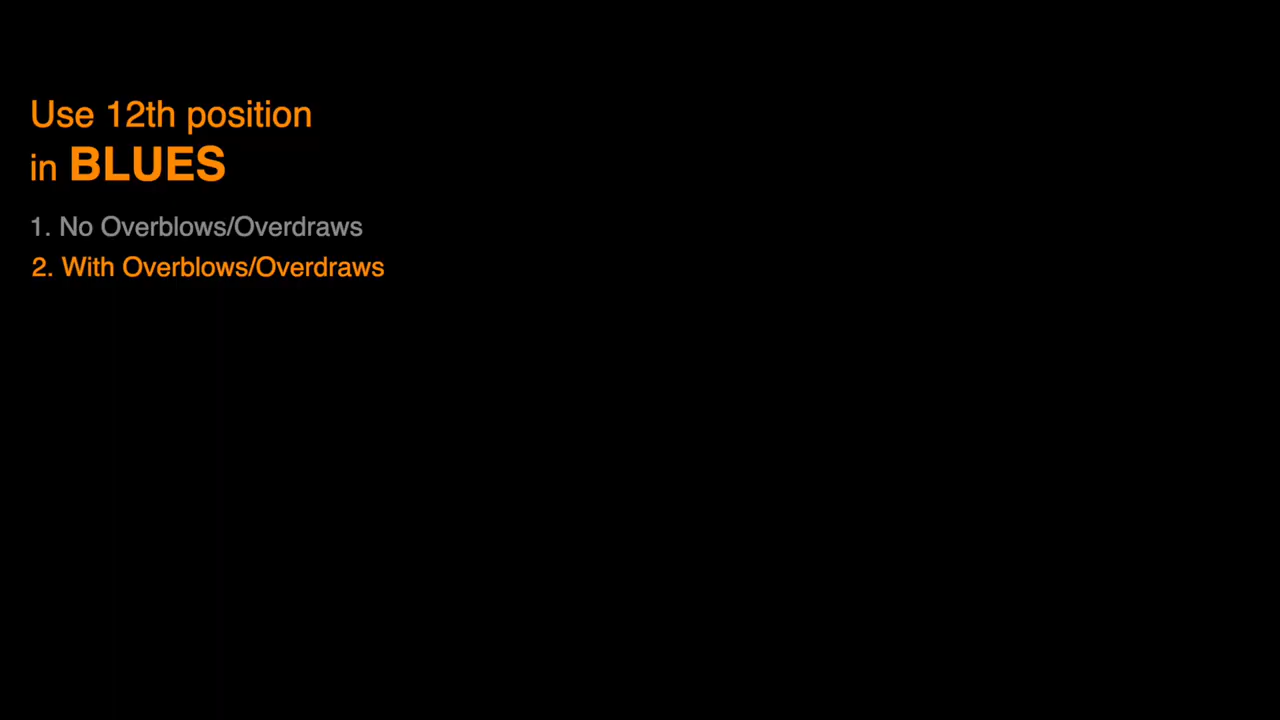 Use 12th position
in BLUES
1. No Overblows/Overdraws
2. With Overblows/Overdraws